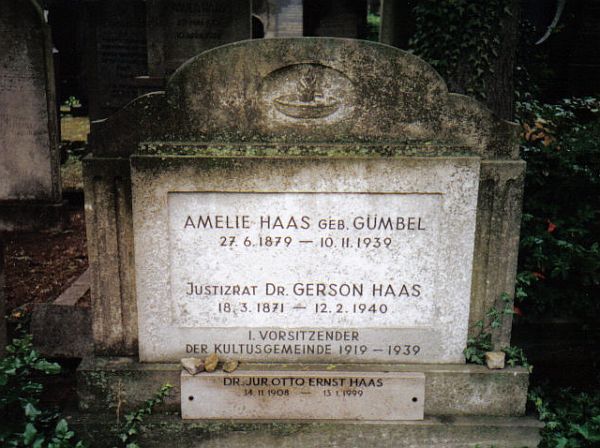 AMELIE HAAS GEB. GÜMBEL
27. 6. 1879 – 10. 11. 1939
JUSTIZRAT DR. GERSON HAAS
18. 3. 1871 – 12. 2. 1940
I. VORSITZENDER
DER KULTUSGEMEINDE 1919 – 1939
DR. JUR. OTTO ERNST HAAS
14. 11. 1908 – 13. 1. 1999